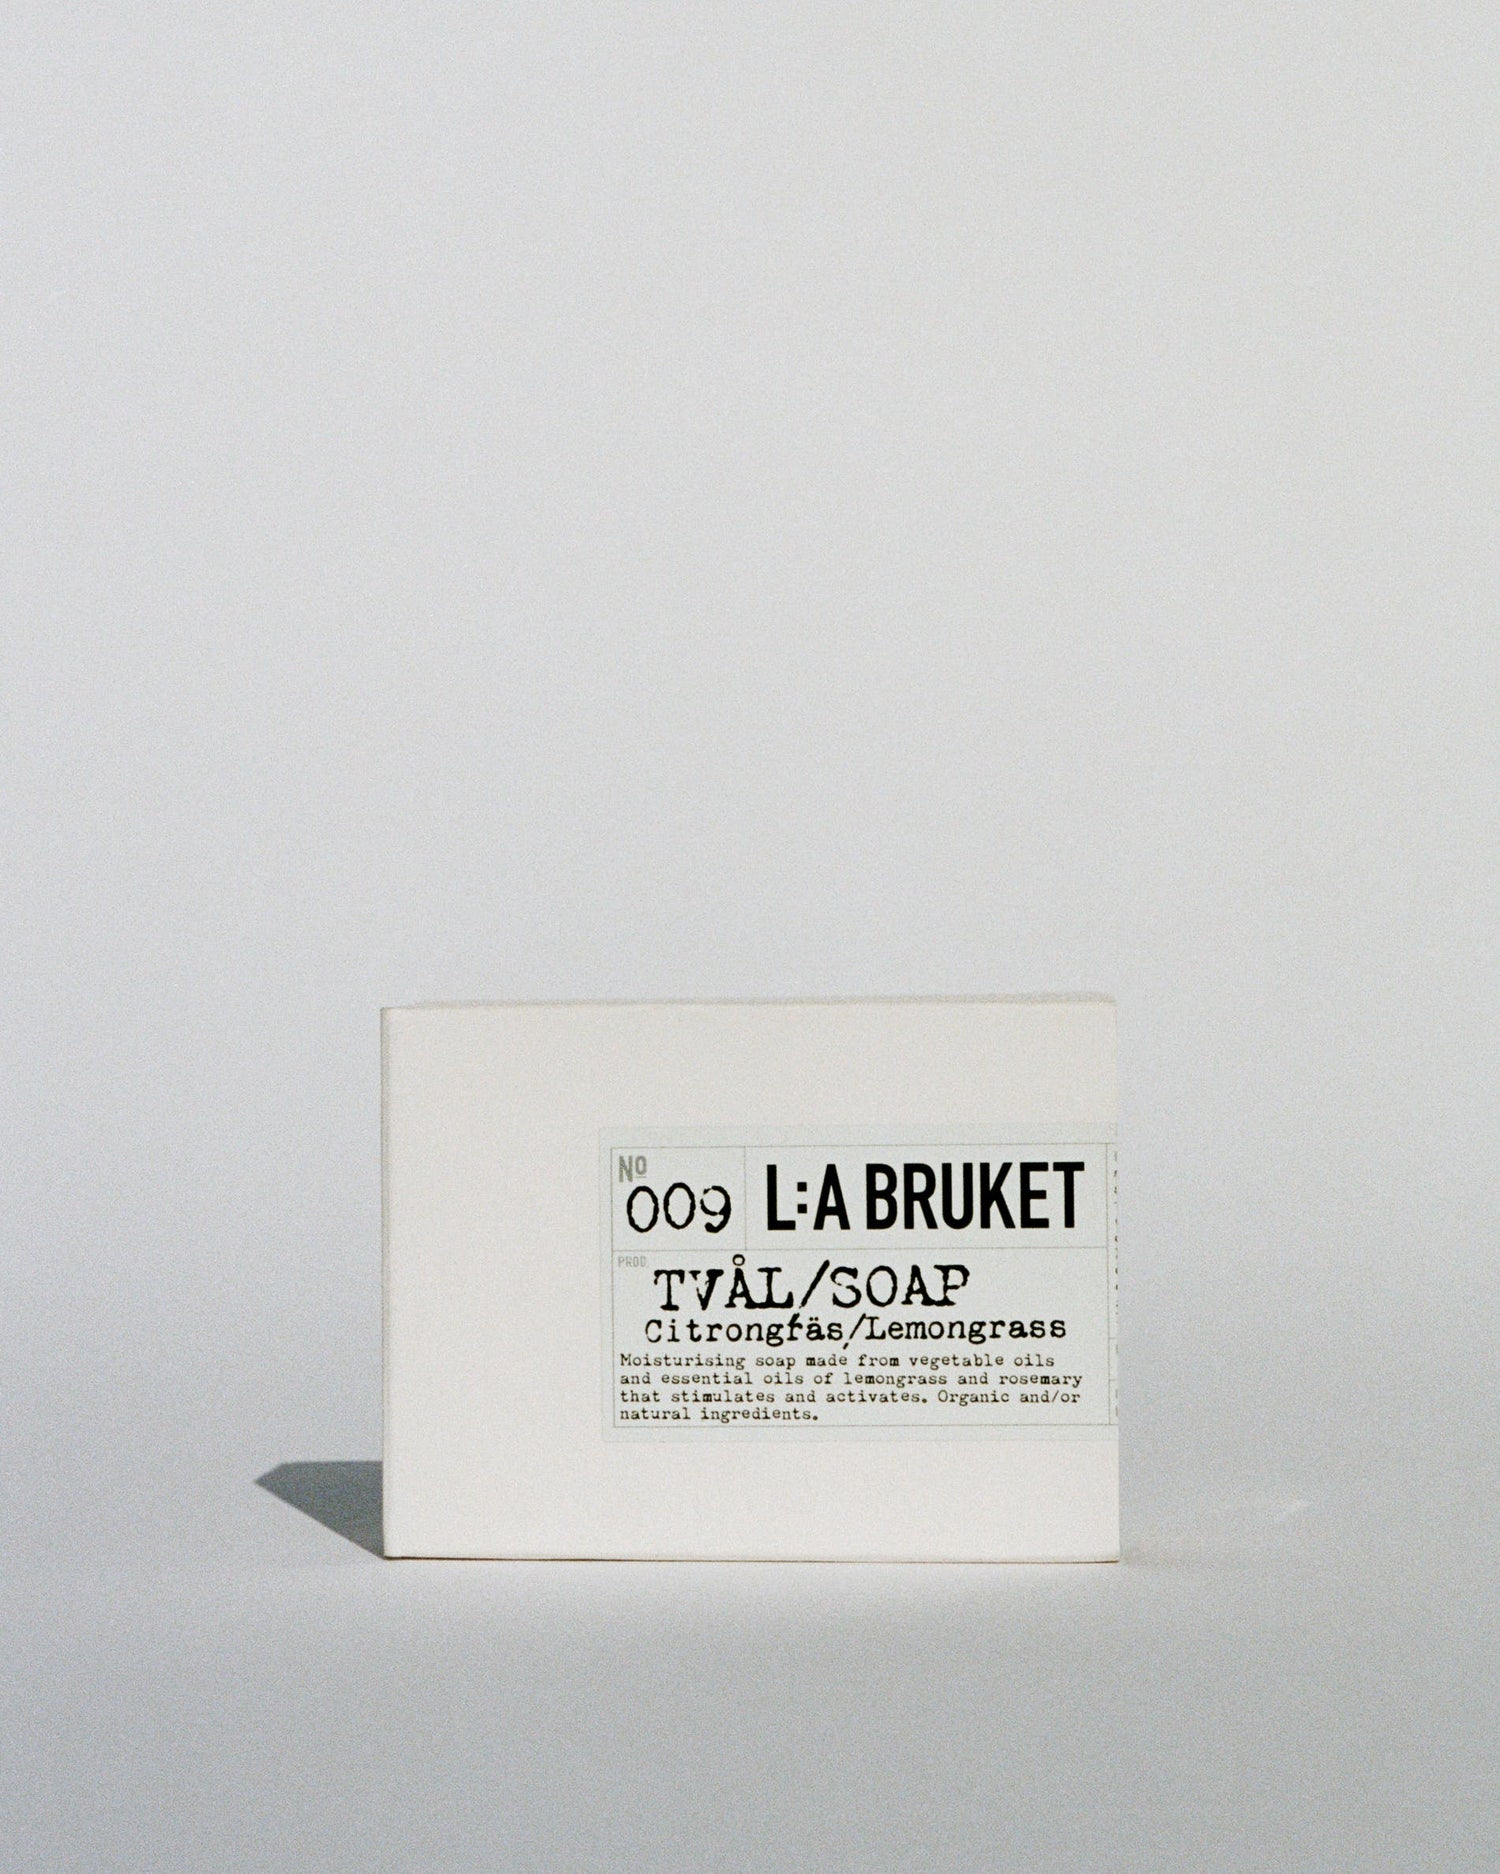 Nº
009
L:A BRUKET
PROD
TVÅL/SOAP
Citrongräs/Lemongrass
Moisturising soap made from vegetable oils
and essential oils of lemongrass and rosemary
that stimulates and activates. Organic and/or
natural ingredients.